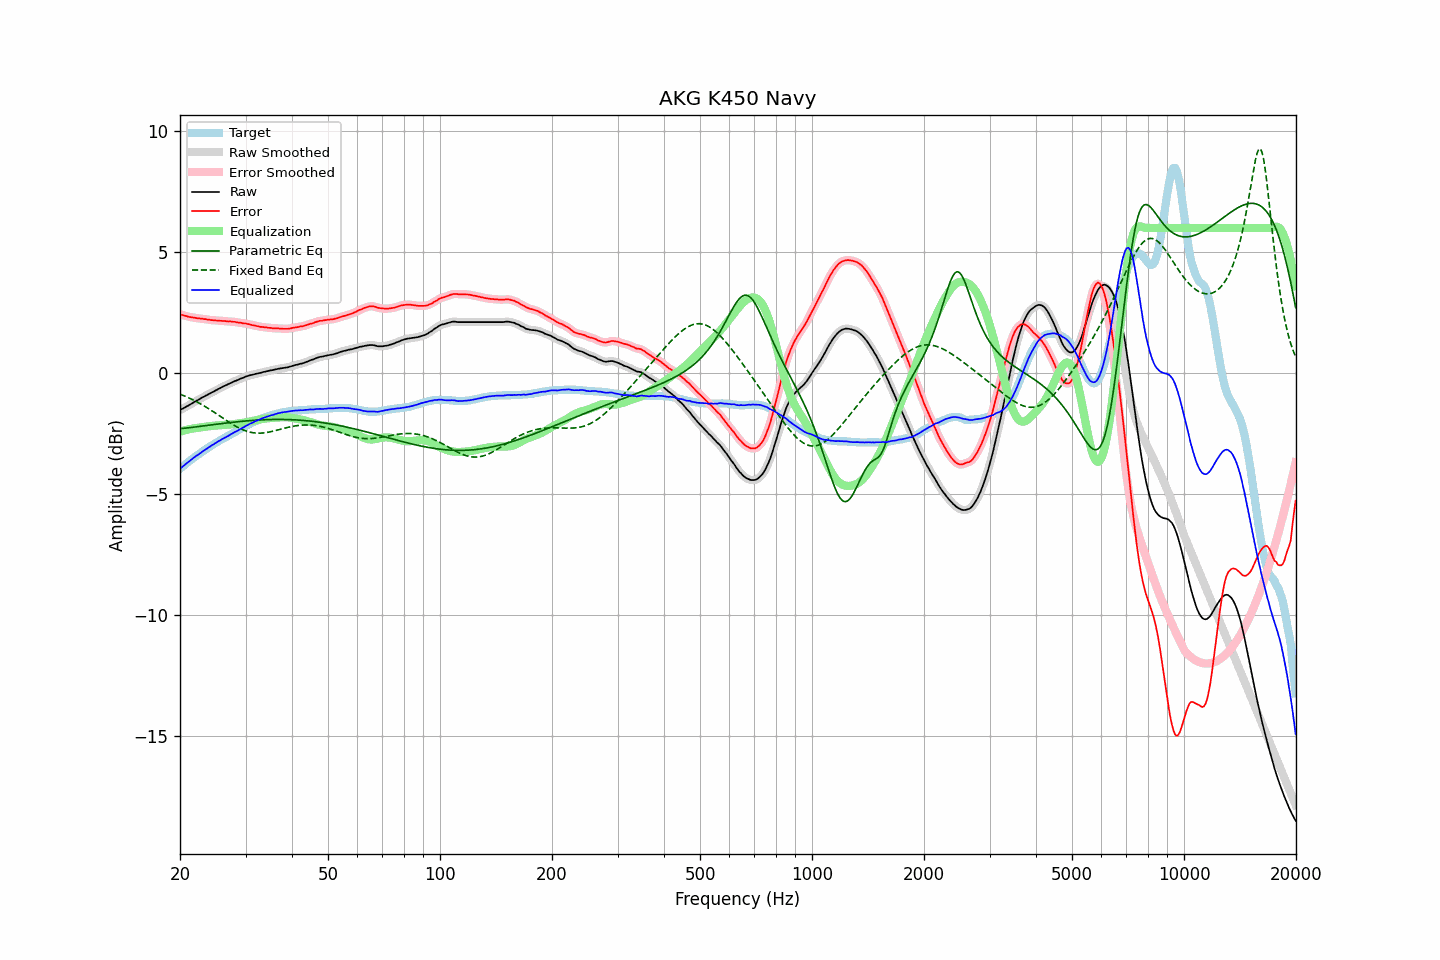 AKG K450 Navy
Target
Raw Smoothed
Error Smoothed
Raw
Error
Equalization
Parametric Eq
Fixed Band Eq
Equalized
10
5
0
−5
−10
−15
Amplitude (dBr)
20 50 100 200 500 1000 2000 5000 10000 20000
Frequency (Hz)